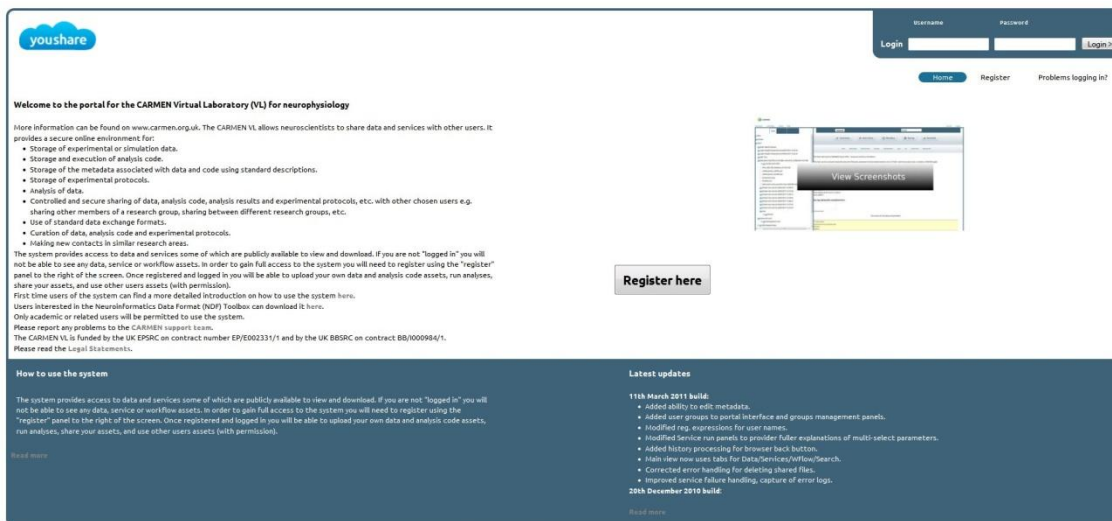 youshare
Username Password
Login Login >
Home Register Problems logging in?
Welcome to the portal for the CARMEN Virtual Laboratory (VL) for neurophysiology
More information can be found on www.carmen.org.uk. The CARMEN VL allows neuroscientists to share data and services with other users. It
provides a secure online environment for:
• Storage of experimental or simulation data.
• Storage and execution of analysis code.
• Storage of the metadata associated with data and code using standard descriptions.
• Storage of experimental protocols.
• Analysis of data.
• Controlled and secure sharing of data, analysis code, analysis results and experimental protocols, etc. with other chosen users e.g.
sharing other members of a research group, sharing between different research groups, etc.
• Use of standard data exchange formats.
• Curation of data, analysis code and experimental protocols.
• Making new contacts in similar research areas.
The system provides access to data and services some of which are publicly available to view and download. If you are not "logged in" you will
not be able to see any data, service or workflow assets. In order to gain full access to the system you will need to register using the "register"
panel to the right of the screen. Once registered and logged in you will be able to upload your own data and analysis code assets, run analyses,
share your assets, and use other users assets (with permission).
First time users of the system can find a more detailed introduction on how to use the system here.
Users interested in the Neuroinformatics Data Format (NDF) Toolbox can download it here.
Only academic or related users will be permitted to use the system.
Please report any problems to the CARMEN support team.
The CARMEN VL is funded by the UK EPSRC on contract number EP/E002331/1 and by the UK BBSRC on contract BB/I000984/1.
Please read the Legal Statements.
View Screenshots
Register here
How to use the system
The system provides access to data and services some of which are publicly available to view and download. If you are not "logged in" you will
not be able to see any data, service or workflow assets. In order to gain full access to the system you will need to register using the
"register" panel to the right of the screen. Once registered and logged in you will be able to upload your own data and analysis code assets,
run analyses, share your assets, and use other users assets (with permission).
Read more
Latest updates
11th March 2011 build:
• Added ability to edit metadata.
• Added user groups to portal interface and groups management panels.
• Modified reg. expressions for user names.
• Modified Service run panels to provider fuller explanations of multi-select parameters.
• Added history processing for browser back button.
• Main view now uses tabs for Data/Services/WFlow/Search.
• Corrected error handling for deleting shared files.
• Improved service failure handling, capture of error logs.
20th December 2010 build:
Read more